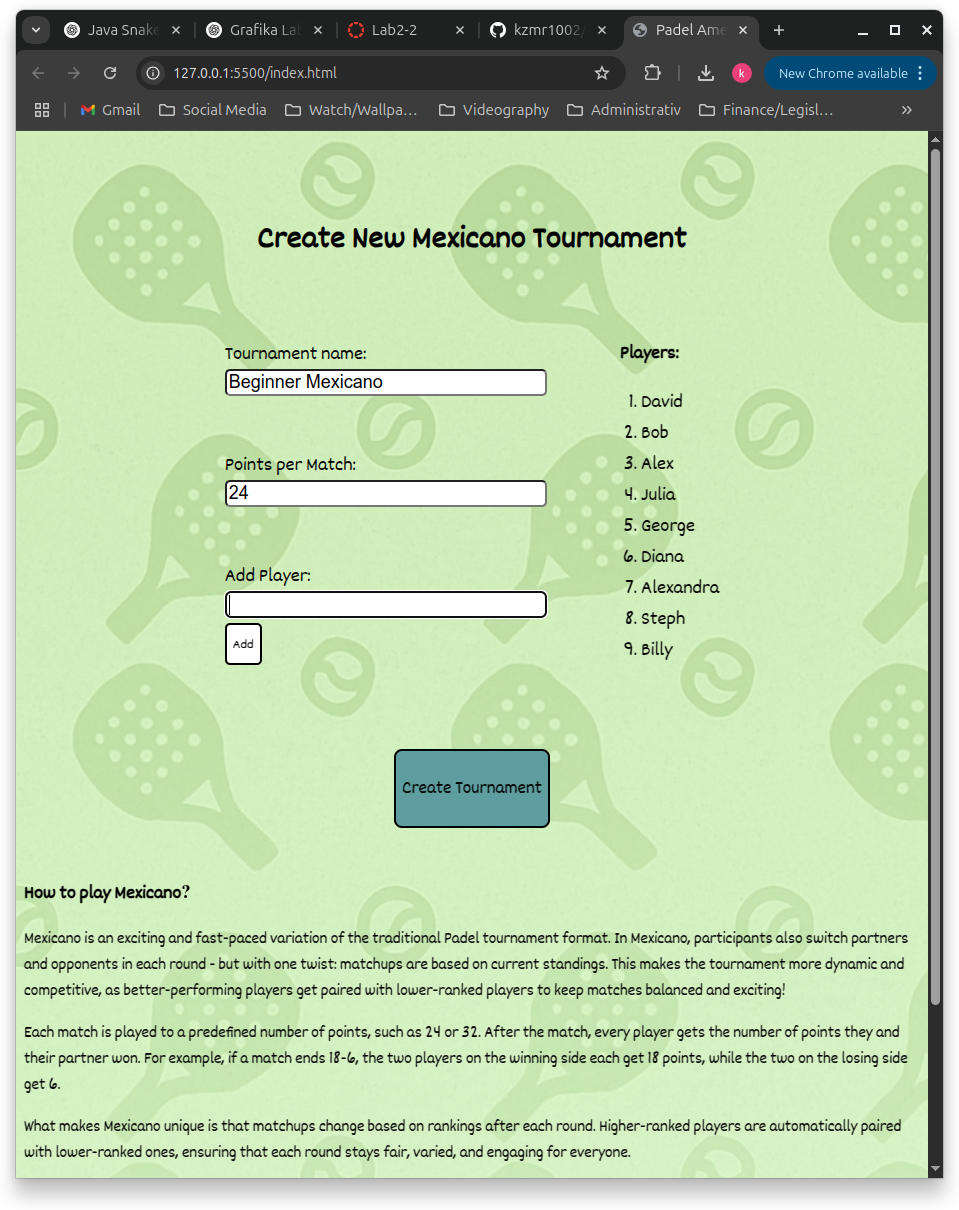 Java Snake
Grafika La
Lab2-2
kzmr1002/
Padel Ame
127.0.0.1:5500/index.html
k
New Chrome available
Gmail
Social Media
Watch/Wallpa…
Videography
Administrativ
Finance/Legisl…
»
Create New Mexicano Tournament
Tournament name:
Beginner Mexicano
Points per Match:
24
Add Player:
Add
Players:
1. David
2. Bob
3. Alex
4. Julia
5. George
6. Diana
7. Alexandra
8. Steph
9. Billy
Create Tournament
How to play Mexicano?
Mexicano is an exciting and fast-paced variation of the traditional Padel tournament format. In Mexicano, participants also switch partners
and opponents in each round - but with one twist: matchups are based on current standings. This makes the tournament more dynamic and
competitive, as better-performing players get paired with lower-ranked players to keep matches balanced and exciting!
Each match is played to a predefined number of points, such as 24 or 32. After the match, every player gets the number of points they and
their partner won. For example, if a match ends 18-6, the two players on the winning side each get 18 points, while the two on the losing side
get 6.
What makes Mexicano unique is that matchups change based on rankings after each round. Higher-ranked players are automatically paired
with lower-ranked ones, ensuring that each round stays fair, varied, and engaging for everyone.